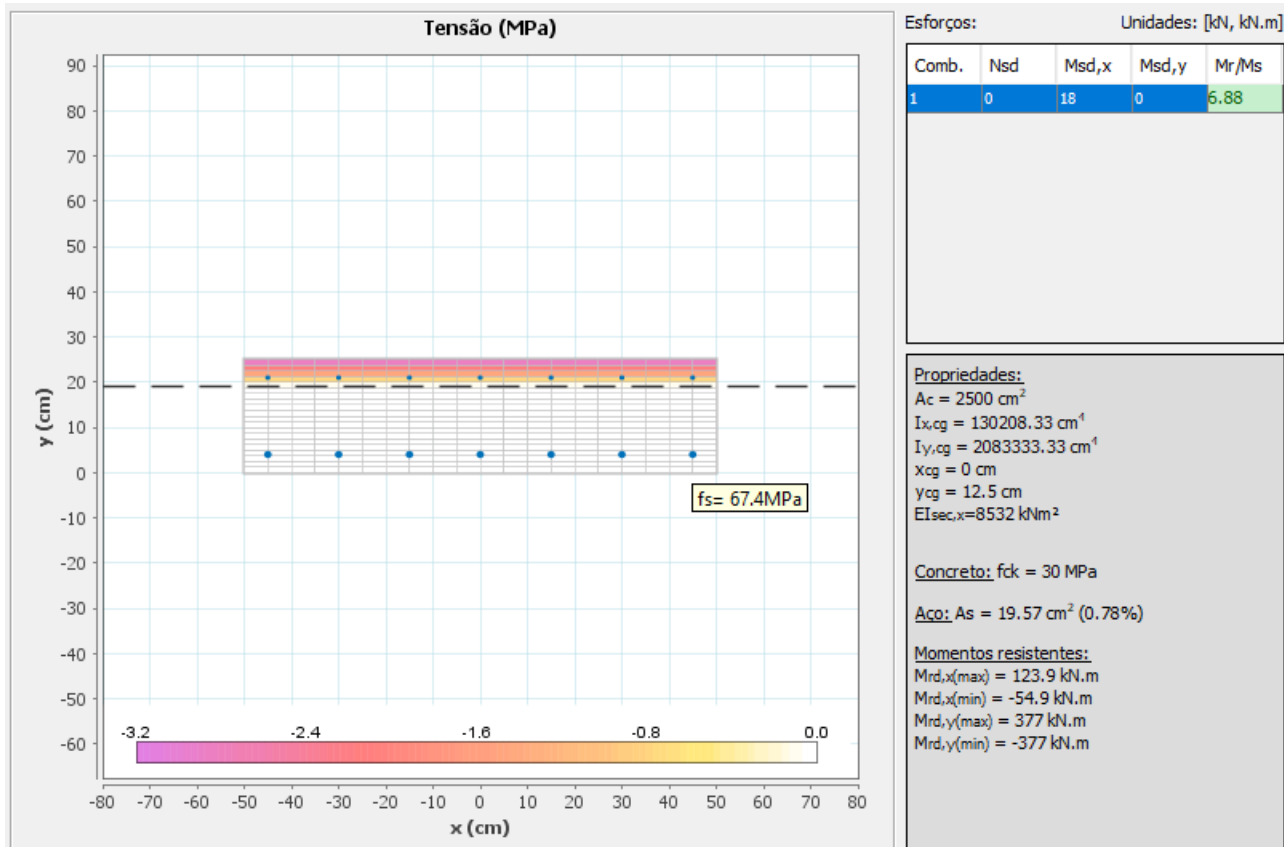 Tensão (MPa)
90
80
70
60
50
40
30
20
10
0
-10
-20
-30
-40
-50
-60
y (cm)
fs= 67.4MPa
-3.2 -2.4 -1.6 -0.8 0.0
-80 -70 -60 -50 -40 -30 -20 -10 0 10 20 30 40 50 60 70 80
x (cm)
Esforços: Unidades: [kN, kN.m]
Comb. Nsd Msd,x Msd,y Mr/Ms
1 0 18 0 6.88
Propriedades:
Ac = 2500 cm²
Ix,cg = 130208.33 cm⁴
Iy,cg = 2083333.33 cm⁴
xcg = 0 cm
ycg = 12.5 cm
EIsec,x=8532 kNm²
Concreto: fck = 30 MPa
Aço: As = 19.57 cm² (0.78%)
Momentos resistentes:
Mrd,x(max) = 123.9 kN.m
Mrd,x(min) = -54.9 kN.m
Mrd,y(max) = 377 kN.m
Mrd,y(min) = -377 kN.m